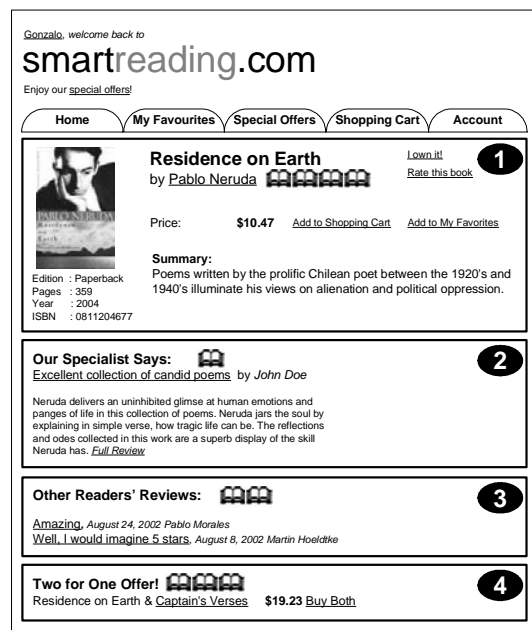 Gonzalo, welcome back to
smartreading.com
Enjoy our special offers!
Home My Favourites Special Offers Shopping Cart Account
Residence on Earth
by Pablo Neruda
I own it!
Rate this book
1
Price: $10.47 Add to Shopping Cart Add to My Favorites
PABLO NERUDA
Residence
on
Earth
Summary:
Poems written by the prolific Chilean poet between the 1920's and
1940's illuminate his views on alienation and political oppression.
Edition : Paperback
Pages : 359
Year : 2004
ISBN : 0811204677
Our Specialist Says:
2
Excellent collection of candid poems by John Doe
Neruda delivers an uninhibited glimse at human emotions and
panges of life in this collection of poems. Neruda jars the soul by
explaining in simple verse, how tragic life can be. The reflections
and odes collected in this work are a superb display of the skill
Neruda has. Full Review
Other Readers' Reviews:
3
Amazing, August 24, 2002 Pablo Morales
Well, I would imagine 5 stars, August 8, 2002 Martin Hoeldtke
Two for One Offer!
4
Residence on Earth & Captain's Verses $19.23 Buy Both